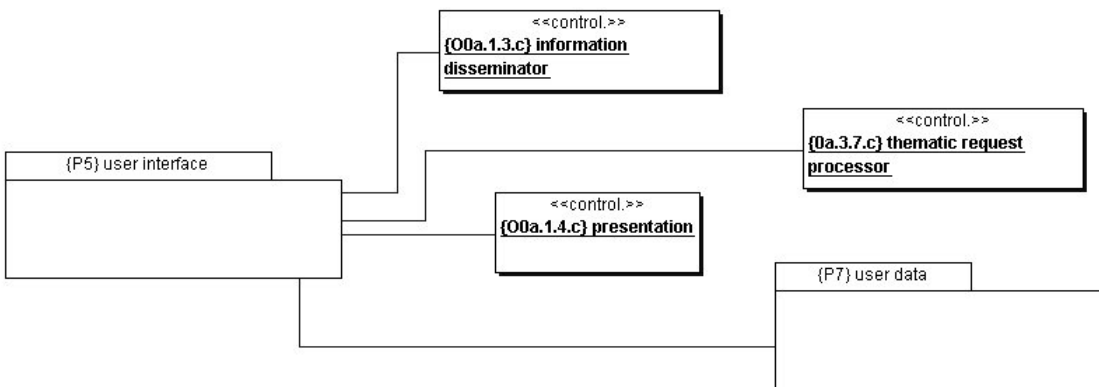 <<control.>>
{O0a.1.3.c} information
disseminator
<<control.>>
{0a.3.7.c} thematic request
processor
{P5} user interface
<<control.>>
{O0a.1.4.c} presentation
{P7} user data